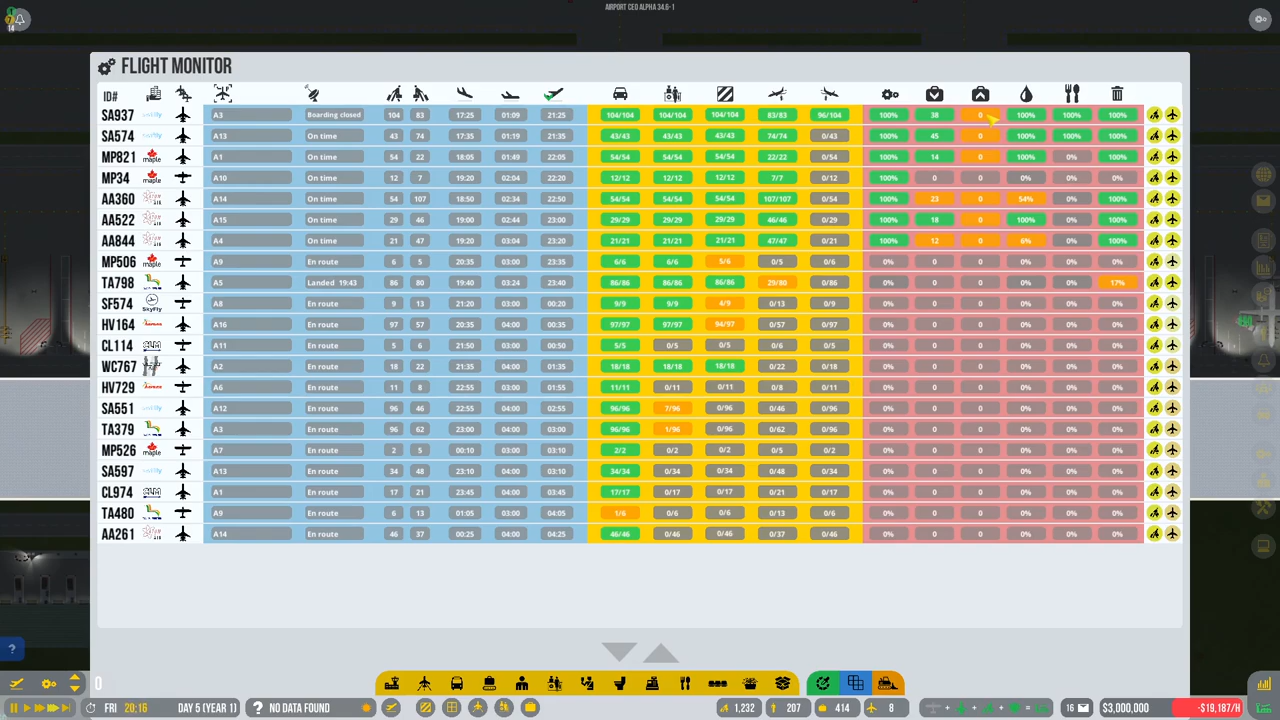 AIRPORT CEO ALPHA 34.6-1
14
FLIGHT MONITOR
ID#
SA937 A3 Boarding closed 104 83 17:25 01:09 21:25 104/104 104/104 104/104 83/83 96/104 100% 38 0 100% 100% 100%
SA574 A13 On time 43 74 17:35 01:19 21:35 43/43 43/43 43/43 74/74 0/43 100% 45 0 100% 100% 100%
MP821 maple A1 On time 54 22 18:05 01:49 22:05 54/54 54/54 54/54 22/22 0/54 100% 14 0 100% 0% 100%
MP34 maple A10 On time 12 7 18:20 02:04 22:20 12/12 12/12 12/12 7/7 0/12 100% 0 0 0% 0% 0%
AA360 A14 On time 54 107 18:50 02:34 22:50 54/54 54/54 54/54 107/107 0/54 100% 23 0 54% 0% 100%
AA522 A15 On time 29 46 19:00 02:44 23:00 29/29 29/29 29/29 46/46 0/29 100% 18 0 100% 0% 100%
AA844 A4 On time 21 47 19:20 03:04 23:20 21/21 21/21 21/21 47/47 0/21 100% 12 0 6% 0% 100%
MP506 maple A9 En route 6 5 20:35 03:00 23:35 6/6 6/6 5/6 0/5 0/6 0% 0 0 0% 0% 0%
TA798 A5 Landed 19:43 86 80 19:40 03:24 23:40 86/86 86/86 86/86 29/80 0/86 0% 0 0 0% 0% 17%
SF574 SkyFly A8 En route 9 13 21:20 03:00 00:20 9/9 9/9 4/9 0/13 0/9 0% 0 0 0% 0% 0%
HV164 A16 En route 97 57 20:35 04:00 00:35 97/97 97/97 94/97 0/57 0/97 0% 0 0 0% 0% 0%
CL114 A11 En route 5 6 21:50 03:00 00:50 5/5 0/5 0/5 0/6 0/5 0% 0 0 0% 0% 0%
WC767 A2 En route 18 22 21:35 04:00 01:35 18/18 18/18 18/18 0/22 0/18 0% 0 0 0% 0% 0%
HV729 A6 En route 11 8 22:55 03:00 01:55 11/11 0/11 0/11 0/8 0/11 0% 0 0 0% 0% 0%
SA551 A12 En route 96 46 22:55 04:00 02:55 96/96 7/96 0/96 0/46 0/96 0% 0 0 0% 0% 0%
TA379 A3 En route 96 62 23:00 04:00 03:00 96/96 1/96 0/96 0/62 0/96 0% 0 0 0% 0% 0%
MP526 maple A7 En route 2 5 00:10 03:00 03:10 2/2 0/2 0/2 0/5 0/2 0% 0 0 0% 0% 0%
SA597 A13 En route 34 48 23:10 04:00 03:10 34/34 0/34 0/34 0/48 0/34 0% 0 0 0% 0% 0%
CL974 A1 En route 17 21 23:45 04:00 03:45 17/17 0/17 0/17 0/21 0/17 0% 0 0 0% 0% 0%
TA480 A9 En route 6 13 01:05 03:00 04:05 1/6 0/6 0/6 0/13 0/6 0% 0 0 0% 0% 0%
AA261 A14 En route 46 37 00:25 04:00 04:25 46/46 0/46 0/46 0/37 0/46 0% 0 0 0% 0% 0%
?
0
FRI 20:16 DAY 5 (YEAR 1) ? NO DATA FOUND 1,232 207 414 8 16 $3,000,000 -$19,187/H